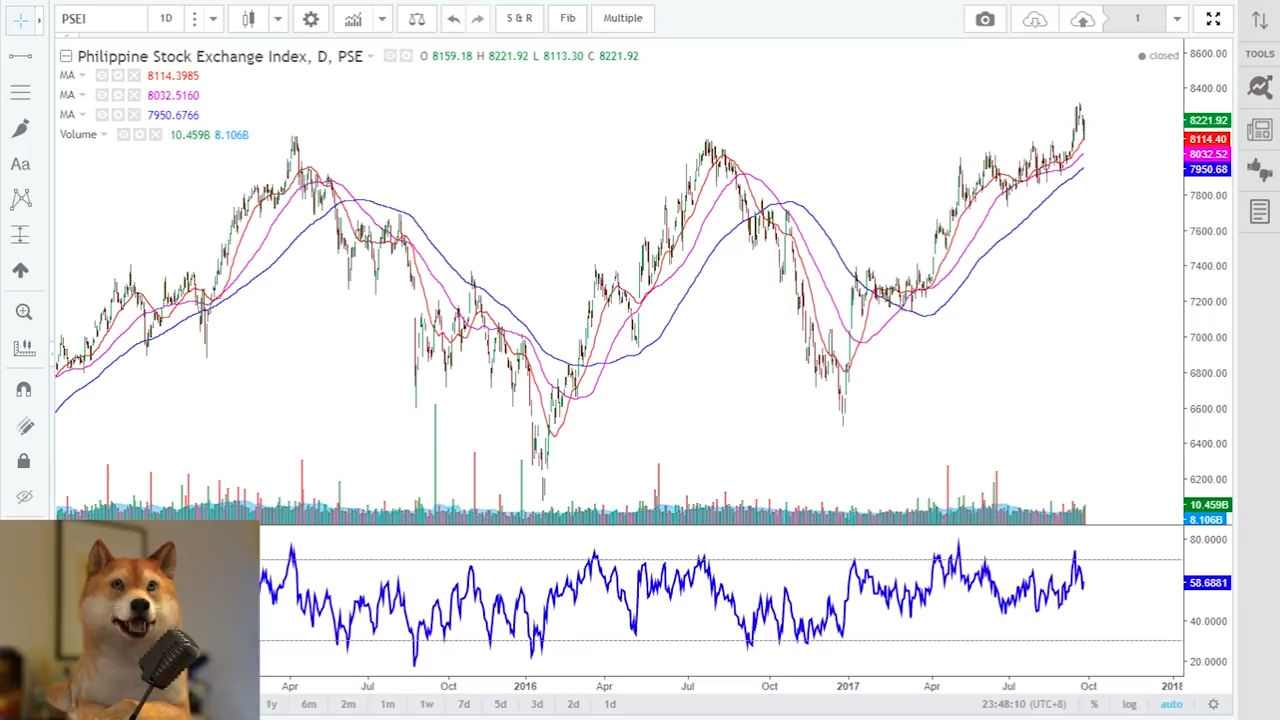 PSEI 1D S & R Fib Multiple 1
Philippine Stock Exchange Index, D, PSE O 8159.18 H 8221.92 L 8113.30 C 8221.92 closed
MA 8114.3985
MA 8032.5160
MA 7950.6766
Volume 10.459B 8.106B
TOOLS
Aa
8600.00
8400.00
8221.92
8114.40
8032.52
7950.68
7800.00
7600.00
7400.00
7200.00
7000.00
6800.00
6600.00
6400.00
6200.00
10.459B
8.106B
80.0000
58.6881
40.0000
20.0000
Apr Jul Oct 2016 Apr Jul Oct 2017 Apr Jul Oct 2018
1y 6m 2m 1m 1w 7d 5d 3d 2d 1d 23:48:10 (UTC+8) % log auto